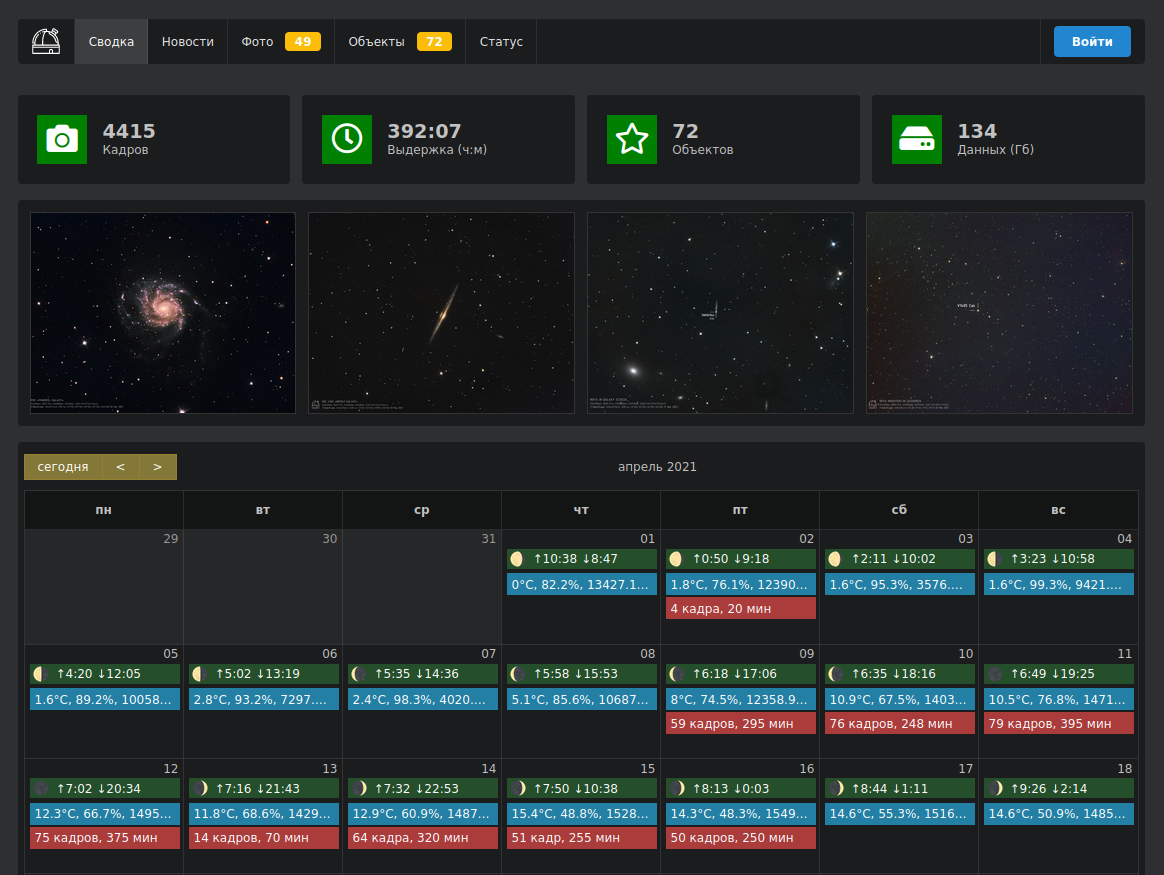 Сводка Новости Фото 49 Объекты 72 Статус Войти
4415 392:07 72 134
Кадров Выдержка (ч:м) Объектов Данных (Гб)
V1405 Cas
сегодня < > апрель 2021
пн вт ср чт пт сб вс
29 30 31 01 02 03 04
↑10:38 ↓8:47 ↑0:50 ↓9:18 ↑2:11 ↓10:02 ↑3:23 ↓10:58
0°C, 82.2%, 13427.1... 1.8°C, 76.1%, 12390... 1.6°C, 95.3%, 3576.... 1.6°C, 99.3%, 9421....
4 кадра, 20 мин
05 06 07 08 09 10 11
↑4:20 ↓12:05 ↑5:02 ↓13:19 ↑5:35 ↓14:36 ↑5:58 ↓15:53 ↑6:18 ↓17:06 ↑6:35 ↓18:16 ↑6:49 ↓19:25
1.6°C, 89.2%, 10058... 2.8°C, 93.2%, 7297.... 2.4°C, 98.3%, 4020.... 5.1°C, 85.6%, 10687... 8°C, 74.5%, 12358.9... 10.9°C, 67.5%, 1403... 10.5°C, 76.8%, 1471...
59 кадров, 295 мин 76 кадров, 248 мин 79 кадров, 395 мин
12 13 14 15 16 17 18
↑7:02 ↓20:34 ↑7:16 ↓21:43 ↑7:32 ↓22:53 ↑7:50 ↓10:38 ↑8:13 ↓0:03 ↑8:44 ↓1:11 ↑9:26 ↓2:14
12.3°C, 66.7%, 1495... 11.8°C, 68.6%, 1429... 12.9°C, 60.9%, 1487... 15.4°C, 48.8%, 1528... 14.3°C, 48.3%, 1549... 14.6°C, 55.3%, 1516... 14.6°C, 50.9%, 1485...
75 кадров, 375 мин 14 кадров, 70 мин 64 кадра, 320 мин 51 кадр, 255 мин 50 кадров, 250 мин